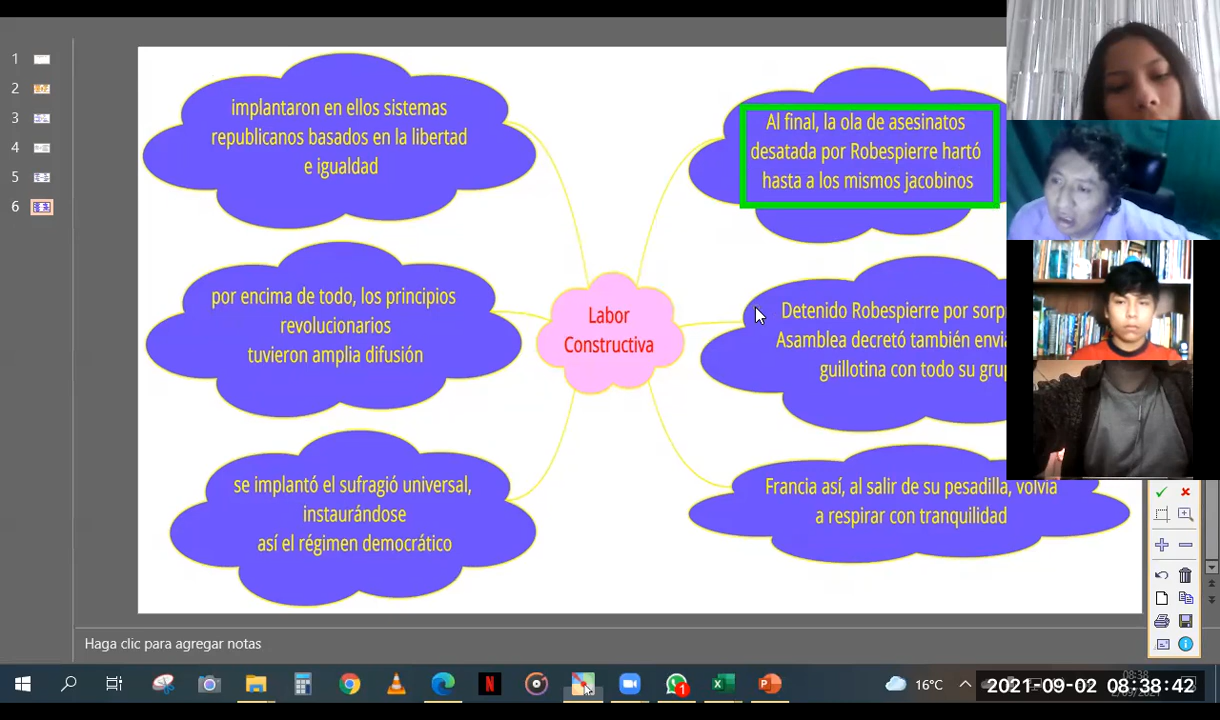 1
2
3
4
5
6
implantaron en ellos sistemas
republicanos basados en la libertad
e igualdad
por encima de todo, los principios
revolucionarios
tuvieron amplia difusión
se implantó el sufragió universal,
instaurándose
así el régimen democrático
Labor
Constructiva
Al final, la ola de asesinatos
desatada por Robespierre hartó
hasta a los mismos jacobinos
Detenido Robespierre por
Asamblea decretó también
guillotina con todo su
Francia así, al salir de su pesadilla, volvía
a respirar con tranquilidad
Haga clic para agregar notas
16°C
08:38
2021-09-02 08:38:42